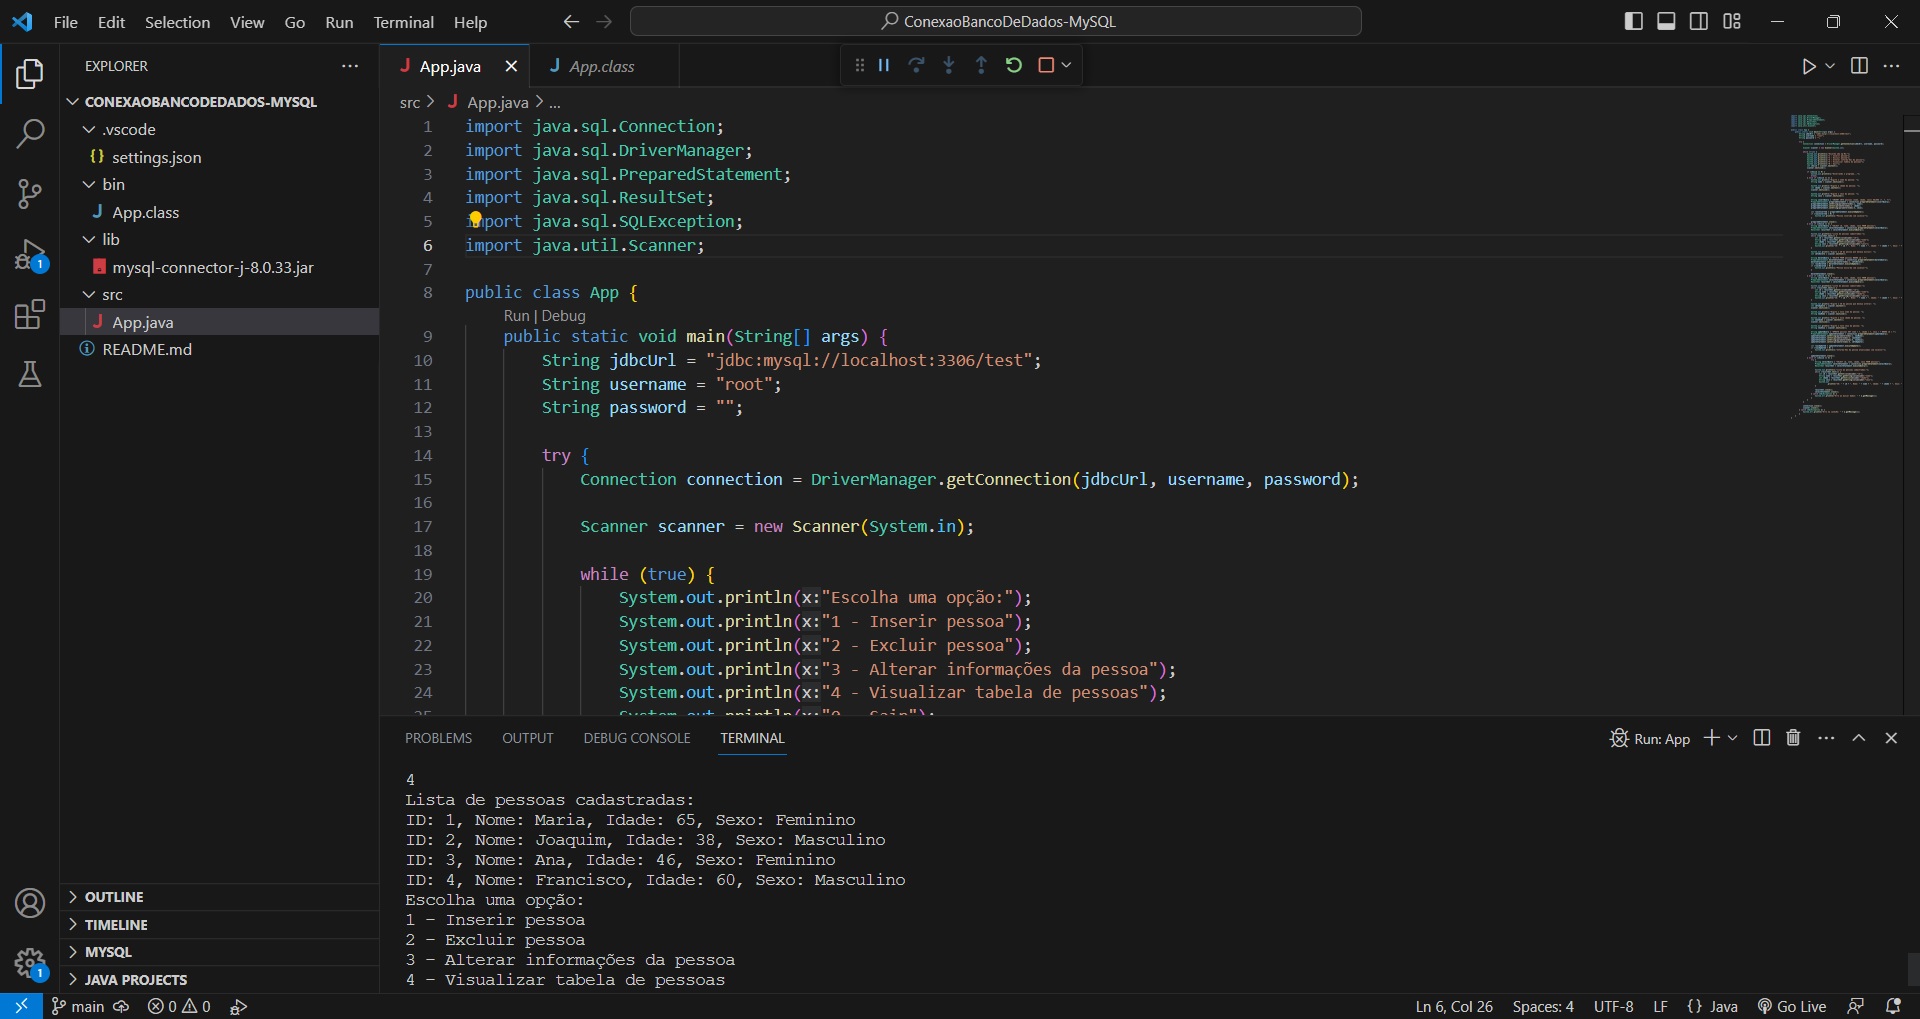 File Edit Selection View Go Run Terminal Help
ConexaoBancoDeDados-MySQL
EXPLORER
CONEXAOBANCODEDADOS-MYSQL
.vscode
settings.json
bin
App.class
lib
mysql-connector-j-8.0.33.jar
src
App.java
README.md
OUTLINE
TIMELINE
MYSQL
JAVA PROJECTS
1
1
App.java App.class
src > App.java > ...
1 import java.sql.Connection;
2 import java.sql.DriverManager;
3 import java.sql.PreparedStatement;
4 import java.sql.ResultSet;
5 import java.sql.SQLException;
6 import java.util.Scanner;
7
8 public class App {
Run | Debug
9 public static void main(String[] args) {
10 String jdbcUrl = "jdbc:mysql://localhost:3306/test";
11 String username = "root";
12 String password = "";
13
14 try {
15 Connection connection = DriverManager.getConnection(jdbcUrl, username, password);
16
17 Scanner scanner = new Scanner(System.in);
18
19 while (true) {
20 System.out.println(x:"Escolha uma opção:");
21 System.out.println(x:"1 - Inserir pessoa");
22 System.out.println(x:"2 - Excluir pessoa");
23 System.out.println(x:"3 - Alterar informações da pessoa");
24 System.out.println(x:"4 - Visualizar tabela de pessoas");
25 System.out.println(x:"0 - Sair");
PROBLEMS OUTPUT DEBUG CONSOLE TERMINAL
Run: App
4
Lista de pessoas cadastradas:
ID: 1, Nome: Maria, Idade: 65, Sexo: Feminino
ID: 2, Nome: Joaquim, Idade: 38, Sexo: Masculino
ID: 3, Nome: Ana, Idade: 46, Sexo: Feminino
ID: 4, Nome: Francisco, Idade: 60, Sexo: Masculino
Escolha uma opção:
1 - Inserir pessoa
2 - Excluir pessoa
3 - Alterar informações da pessoa
4 - Visualizar tabela de pessoas
main 0 0
Ln 6, Col 26 Spaces: 4 UTF-8 LF {} Java Go Live